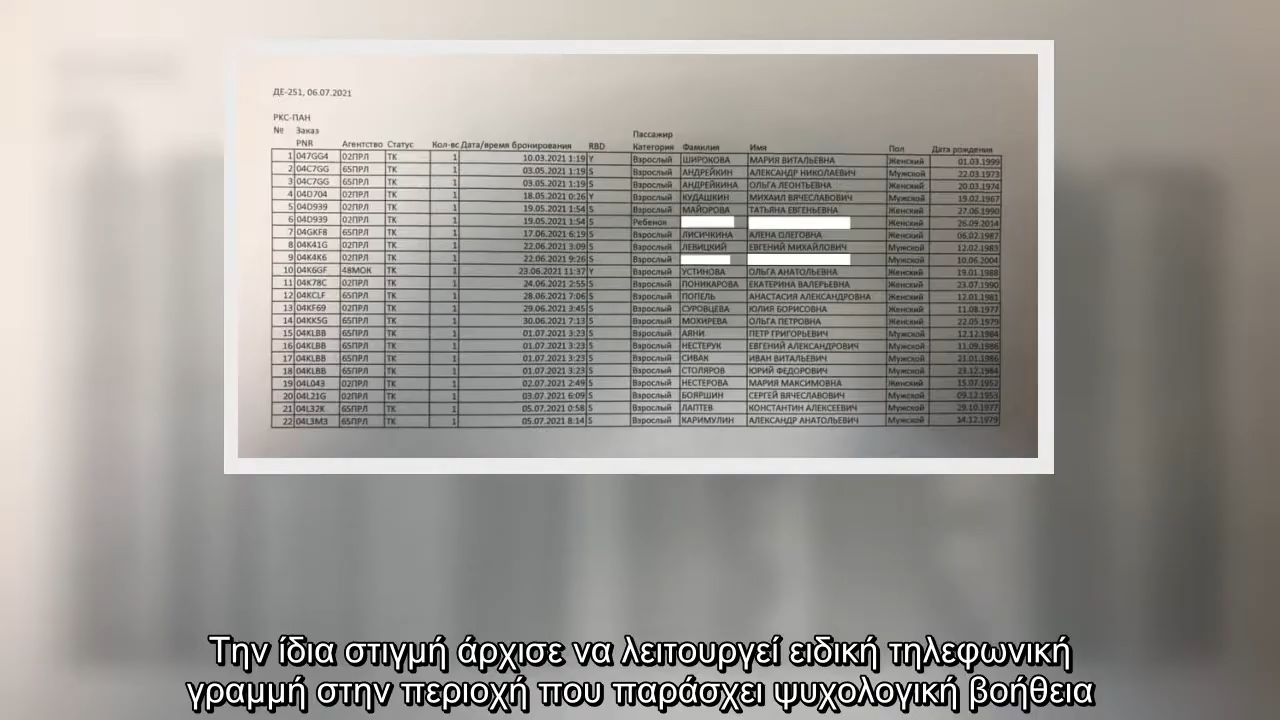 ДЕ-251, 06.07.2021
РКС-ПАН
№ Заказ Пассажир
PNR Агентство Статус Кол-вс Дата/время бронирования RBD Категория Фамилия Имя Пол Дата рождения
1 047GG4 02ПРЛ ТК 1 10.03.2021 1:19 Y Взрослый ШИРОКОВА МАРИЯ ВИТАЛЬЕВНА Женский 01.03.1999
2 04C7GG 65ПРЛ ТК 1 03.05.2021 1:19 S Взрослый АНДРЕЙКИН АЛЕКСАНДР НИКОЛАЕВИЧ Мужской 22.03.1973
3 04C7GG 65ПРЛ ТК 1 03.05.2021 1:19 S Взрослый АНДРЕЙКИНА ОЛЬГА ЛЕОНТЬЕВНА Женский 20.03.1974
4 04D704 02ПРЛ ТК 1 18.05.2021 0:26 Y Взрослый КУДАШКИН МИХАИЛ ВЯЧЕСЛАВОВИЧ Мужской 19.02.1967
5 04D939 02ПРЛ ТК 1 19.05.2021 1:54 S Взрослый МАЙОРОВА ТАТЬЯНА ЕВГЕНЬЕВНА Женский 27.06.1990
6 04D939 02ПРЛ ТК 1 19.05.2021 1:54 S Ребенок Женский 26.09.2014
7 04GKF8 65ПРЛ ТК 1 17.06.2021 6:19 S Взрослый ЛИСИЧКИНА АЛЕНА ОЛЕГОВНА Женский 06.02.1987
8 04K41G 02ПРЛ ТК 1 22.06.2021 3:09 S Взрослый ЛЕВИЦКИЙ ЕВГЕНИЙ МИХАЙЛОВИЧ Мужской 12.02.1983
9 04K4K6 02ПРЛ ТК 1 22.06.2021 9:26 S Взрослый Мужской 10.06.2004
10 04K6GF 48МОК ТК 1 23.06.2021 11:37 Y Взрослый УСТИНОВА ОЛЬГА АНАТОЛЬЕВНА Женский 19.01.1988
11 04K78C 02ПРЛ ТК 1 24.06.2021 2:55 S Взрослый ПОНИКАРОВА ЕКАТЕРИНА ВАЛЕРЬЕВНА Женский 23.07.1990
12 04KCLF 65ПРЛ ТК 1 28.06.2021 7:06 S Взрослый ПОПЕЛЬ АНАСТАСИЯ АЛЕКСАНДРОВНА Женский 12.01.1981
13 04KF69 02ПРЛ ТК 1 29.06.2021 3:45 S Взрослый СУРОВЦЕВА ЮЛИЯ БОРИСОВНА Женский 11.08.1977
14 04KK5G 65ПРЛ ТК 1 30.06.2021 7:13 S Взрослый МОХИРЕВА ОЛЬГА ПЕТРОВНА Женский 22.05.1979
15 04KLBB 65ПРЛ ТК 1 01.07.2021 3:23 S Взрослый АЯНИ ПЕТР ГРИГОРЬЕВИЧ Мужской 12.12.1984
16 04KLBB 65ПРЛ ТК 1 01.07.2021 3:23 S Взрослый НЕСТЕРУК ЕВГЕНИЙ АЛЕКСАНДРОВИЧ Мужской 11.09.1986
17 04KLBB 65ПРЛ ТК 1 01.07.2021 3:23 S Взрослый СИВАК ИВАН ВИТАЛЬЕВИЧ Мужской 21.01.1986
18 04KLBB 65ПРЛ ТК 1 01.07.2021 3:23 S Взрослый СТОЛЯРОВ ЮРИЙ ФЕДОРОВИЧ Мужской 23.12.1984
19 04L043 02ПРЛ ТК 1 02.07.2021 2:49 S Взрослый НЕСТЕРОВА МАРИЯ МАКСИМОВНА Женский 15.07.1952
20 04L21G 02ПРЛ ТК 1 03.07.2021 6:09 S Взрослый БОЯРШИН СЕРГЕЙ ВЯЧЕСЛАВОВИЧ Мужской 09.12.1953
21 04L32K 65ПРЛ ТК 1 05.07.2021 0:58 S Взрослый ЛАПТЕВ КОНСТАНТИН АЛЕКСЕЕВИЧ Мужской 29.10.1977
22 04L3M3 65ПРЛ ТК 1 05.07.2021 8:14 S Взрослый КАРИМУЛИН АЛЕКСАНДР АНАТОЛЬЕВИЧ Мужской 14.12.1979
Την ίδια στιγμή άρχισε να λειτουργεί ειδική τηλεφωνική
γραμμή στην περιοχή που παράσχει ψυχολογική βοήθεια